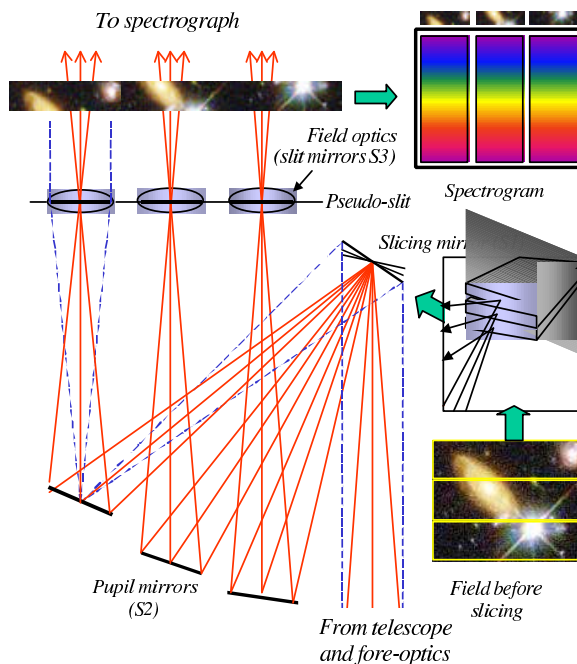 To spectrograph
Field optics
(slit mirrors S3)
Pseudo-slit
Spectrogram
Slicing mirror (S1)
Pupil mirrors
(S2)
From telescope
and fore-optics
Field before
slicing